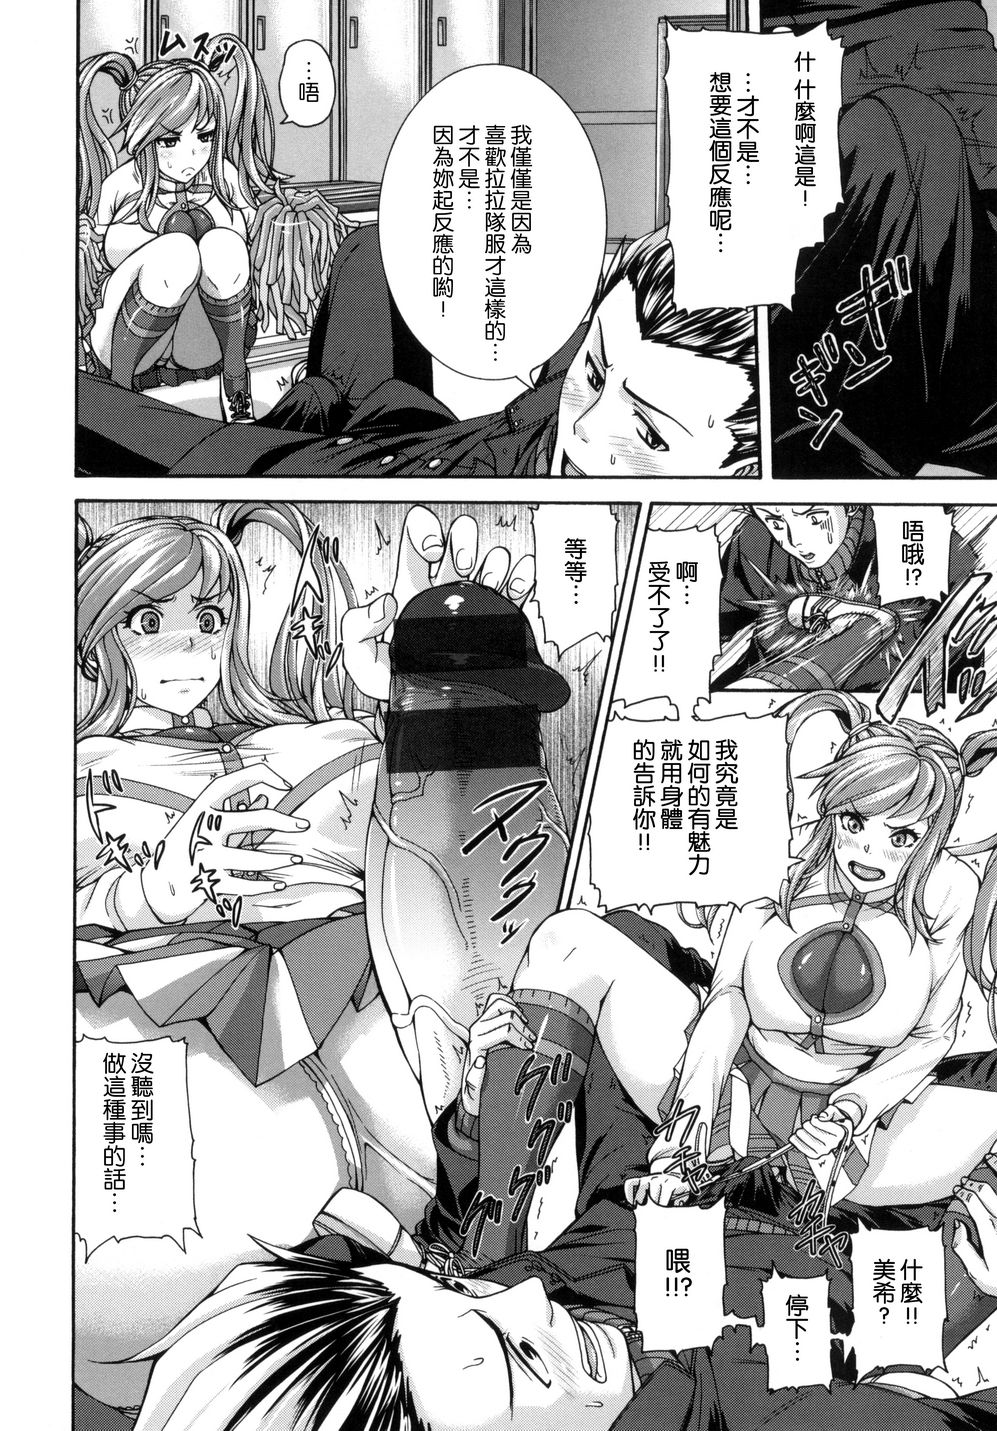 什什麼啊這是！
…才不是…
想要這個反應呢…
我僅僅是因為
喜歡拉拉隊服才這樣的…
才不是…
因為妳起反應的喲！
…唔
ムスッ
ギン
ギン
唔哦!?
啊…
受不了了!!
我究竟是
如何的有魅力
就用身體
的告訴你!!
什麼!!
美希？
停下…
喂!!?
カチャ
カチャ
グッ
グッ
等等…
沒聽到嗎…
做這種事的話…